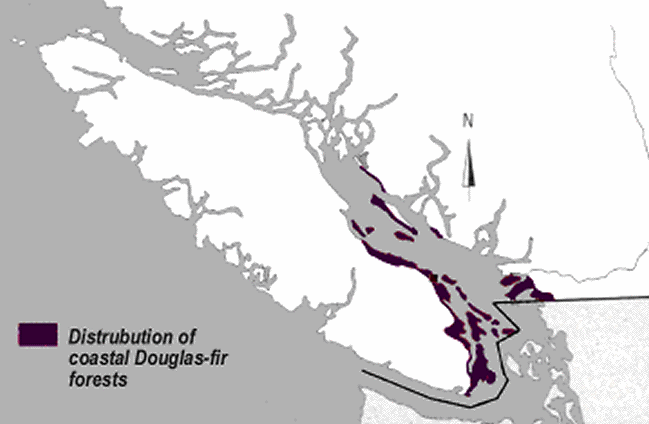 N
Distrubution of
coastal Douglas-fir
forests